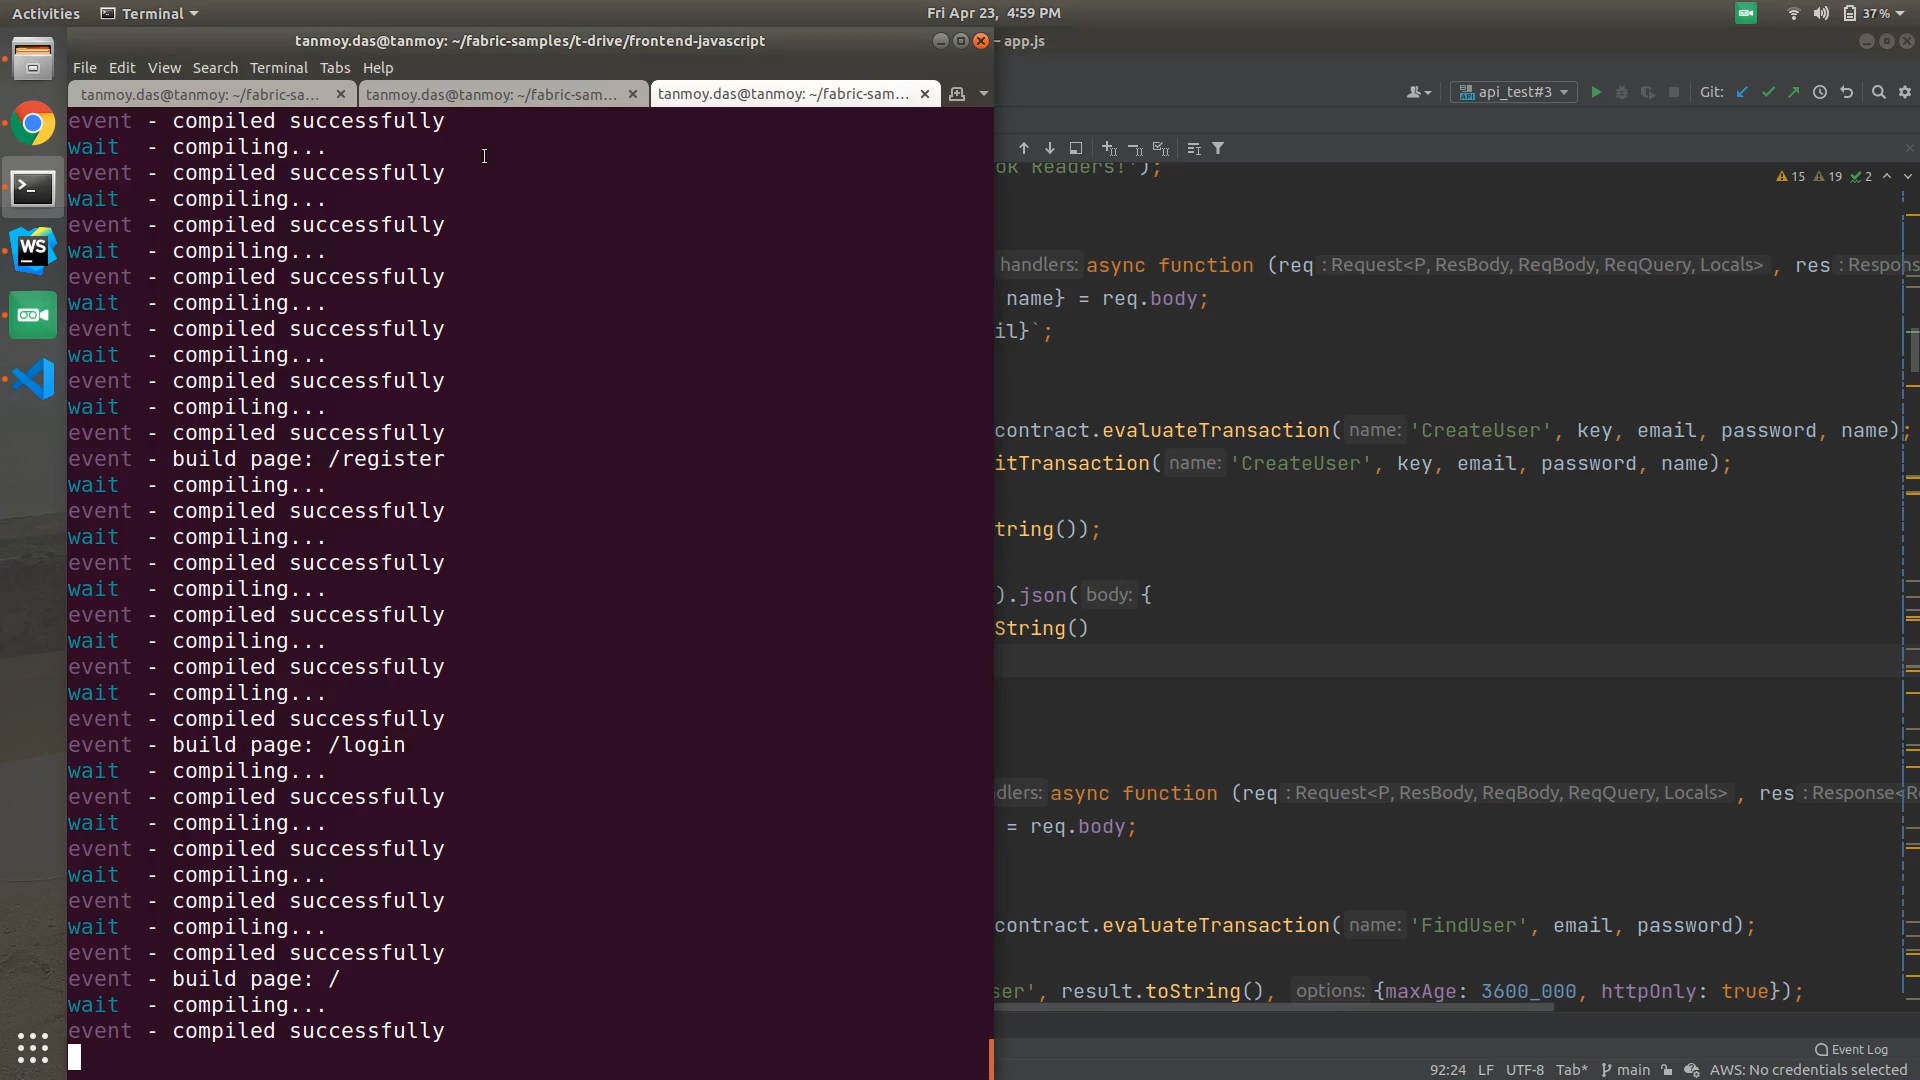 Activities
Terminal
Fri Apr 23, 4:59 PM
37%
tanmoy.das@tanmoy: ~/fabric-samples/t-drive/frontend-javascript
File Edit View Search Terminal Tabs Help
tanmoy.das@tanmoy: ~/fabric-sa...
tanmoy.das@tanmoy: ~/fabric-sam...
tanmoy.das@tanmoy: ~/fabric-sam...
event - compiled successfully
wait - compiling...
event - compiled successfully
wait - compiling...
event - compiled successfully
wait - compiling...
event - compiled successfully
wait - compiling...
event - compiled successfully
wait - compiling...
event - compiled successfully
wait - compiling...
event - compiled successfully
event - build page: /register
wait - compiling...
event - compiled successfully
wait - compiling...
event - compiled successfully
wait - compiling...
event - compiled successfully
wait - compiling...
event - compiled successfully
wait - compiling...
event - compiled successfully
event - build page: /login
wait - compiling...
event - compiled successfully
wait - compiling...
event - compiled successfully
wait - compiling...
event - compiled successfully
wait - compiling...
event - compiled successfully
event - build page: /
wait - compiling...
event - compiled successfully
WS
– app.js
api_test#3
Git:
15 19 2
ok Readers!');
handlers: async function (req : Request<P,ResBody,ReqBody,ReqQuery,Locals> , res : Respons
name} = req.body;
il}`;
contract.evaluateTransaction( name: 'CreateUser', key, email, password, name);
itTransaction( name: 'CreateUser', key, email, password, name);
tring());
).json( body: {
String()
dlers: async function (req : Request<P,ResBody,ReqBody,ReqQuery,Locals> , res : Response<R
= req.body;
contract.evaluateTransaction( name: 'FindUser', email, password);
ser', result.toString(), options: {maxAge: 3600_000, httpOnly: true});
Event Log
92:24 LF UTF-8 Tab* main AWS: No credentials selected